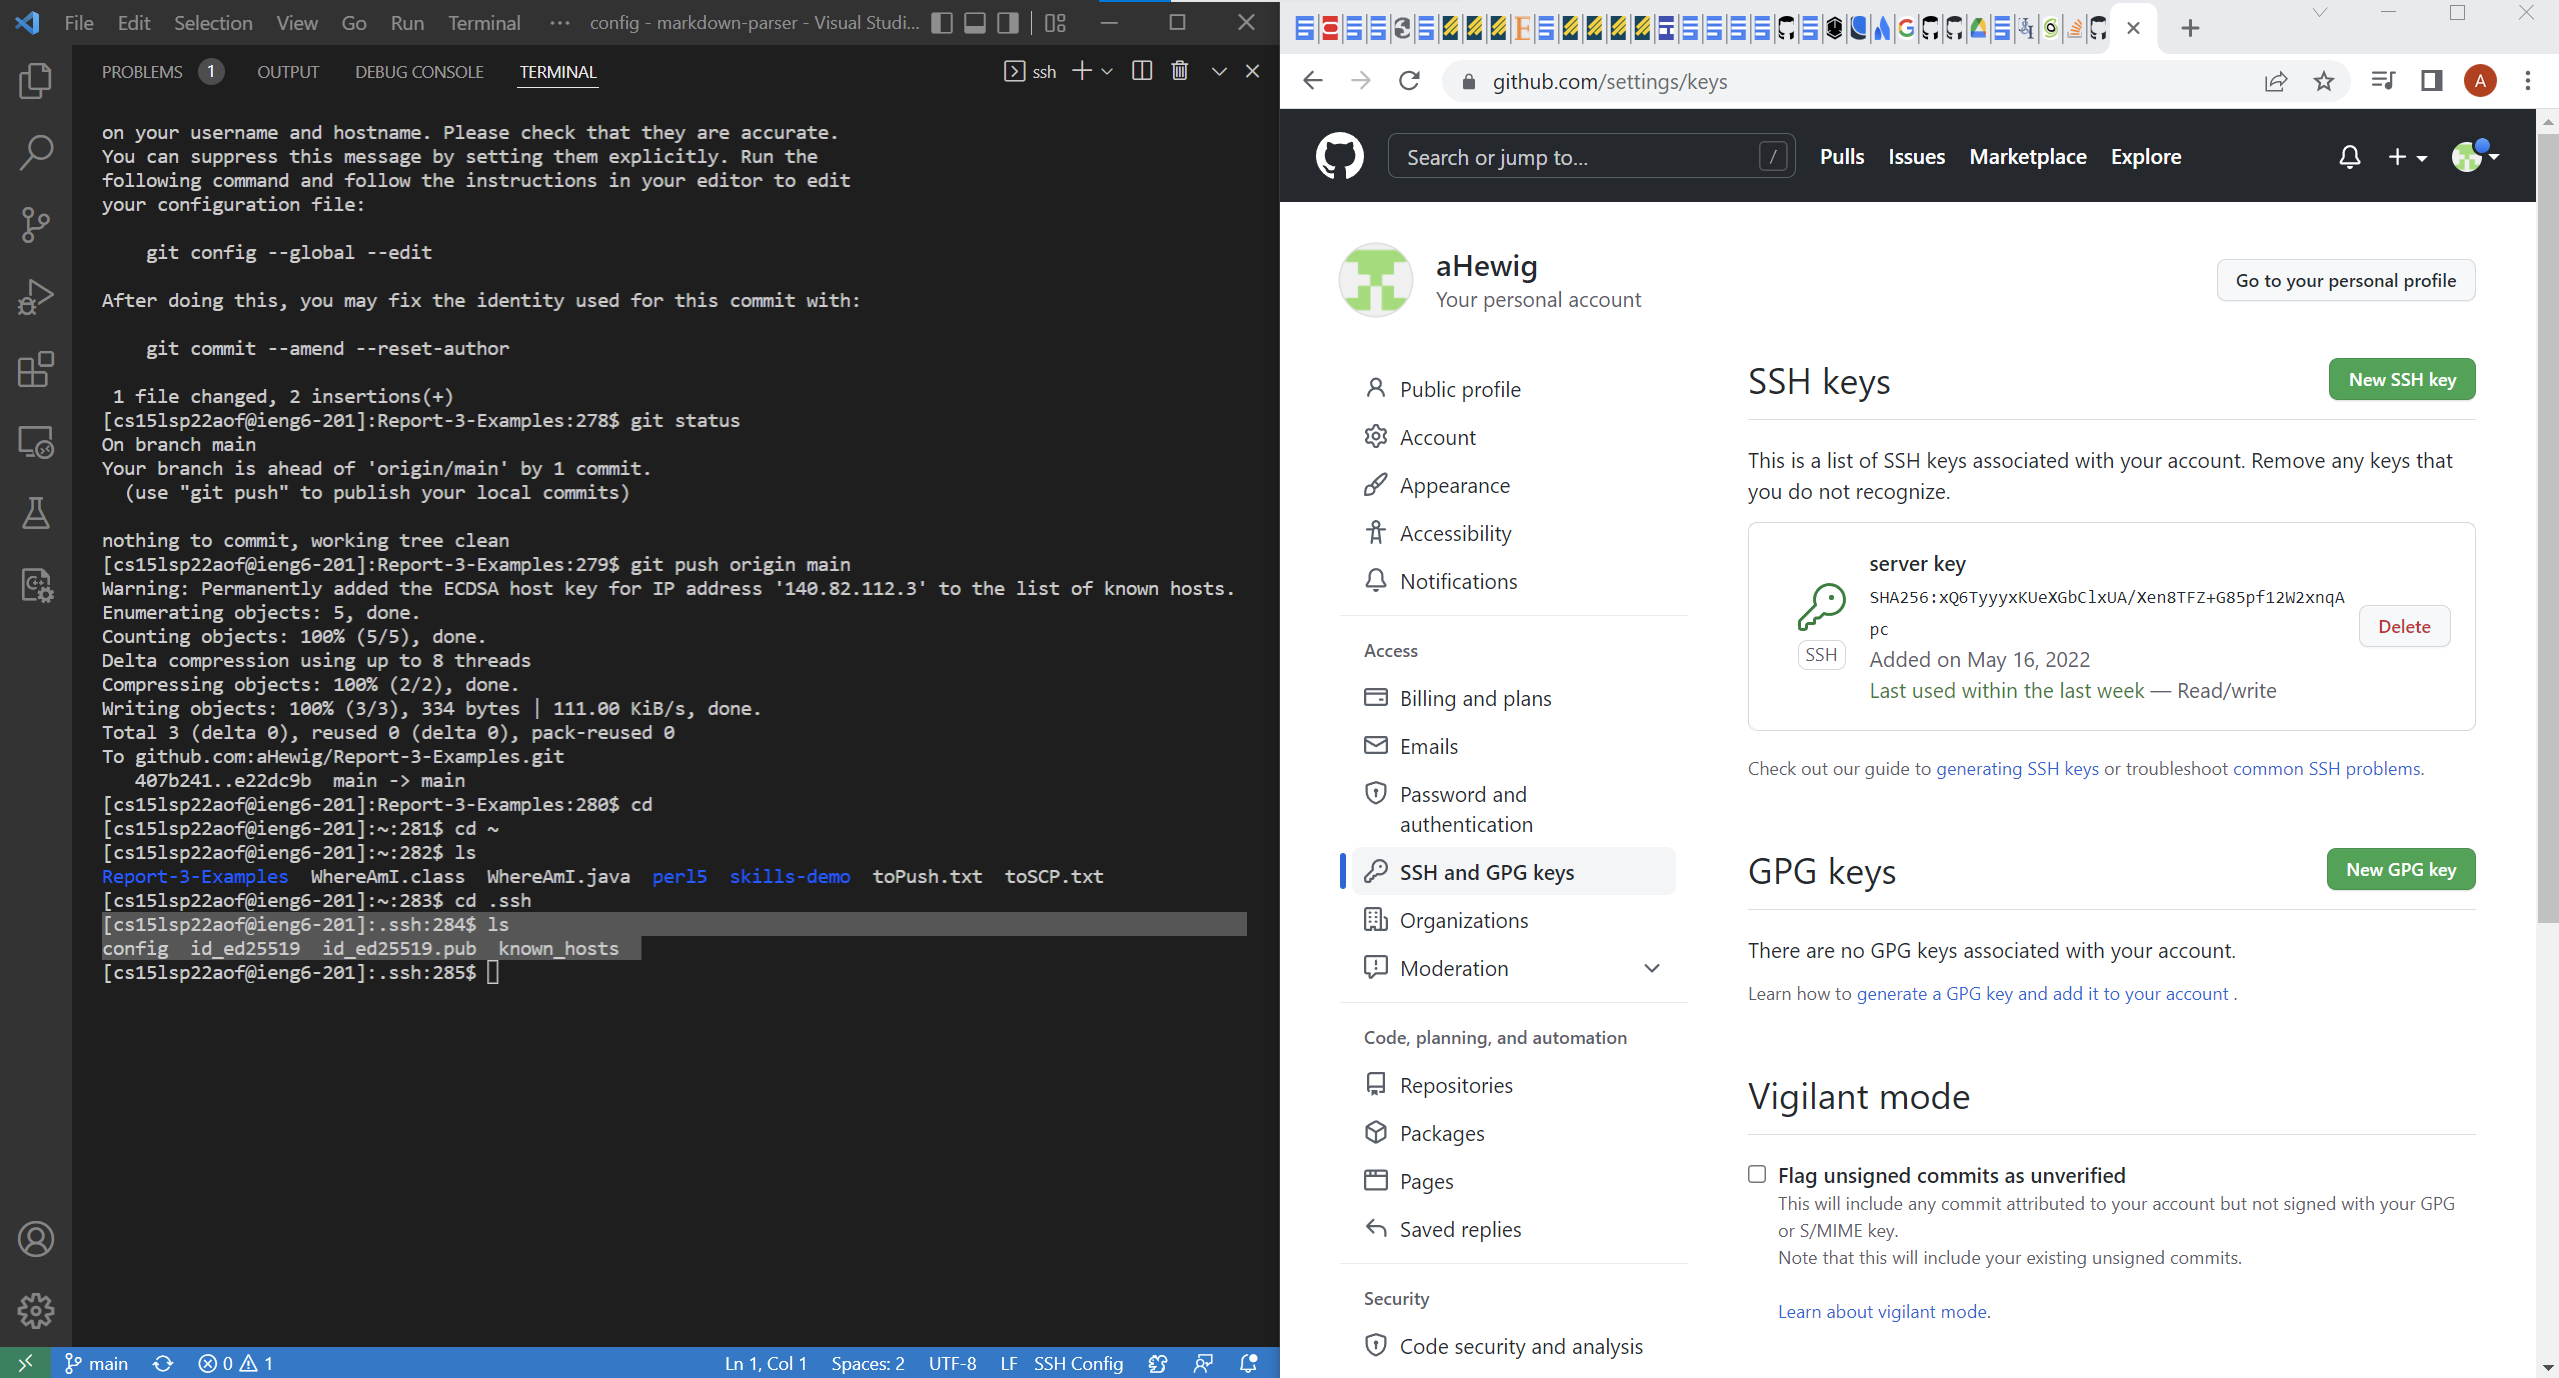 File Edit Selection View Go Run Terminal ··· config - markdown-parser - Visual Studi...
PROBLEMS 1 OUTPUT DEBUG CONSOLE TERMINAL ssh
on your username and hostname. Please check that they are accurate.
You can suppress this message by setting them explicitly. Run the
following command and follow the instructions in your editor to edit
your configuration file:
git config --global --edit
After doing this, you may fix the identity used for this commit with:
git commit --amend --reset-author
1 file changed, 2 insertions(+)
[cs15lsp22aof@ieng6-201]:Report-3-Examples:278$ git status
On branch main
Your branch is ahead of 'origin/main' by 1 commit.
(use "git push" to publish your local commits)
nothing to commit, working tree clean
[cs15lsp22aof@ieng6-201]:Report-3-Examples:279$ git push origin main
Warning: Permanently added the ECDSA host key for IP address '140.82.112.3' to the list of known hosts.
Enumerating objects: 5, done.
Counting objects: 100% (5/5), done.
Delta compression using up to 8 threads
Compressing objects: 100% (2/2), done.
Writing objects: 100% (3/3), 334 bytes | 111.00 KiB/s, done.
Total 3 (delta 0), reused 0 (delta 0), pack-reused 0
To github.com:aHewig/Report-3-Examples.git
407b241..e22dc9b main -> main
[cs15lsp22aof@ieng6-201]:Report-3-Examples:280$ cd
[cs15lsp22aof@ieng6-201]:~:281$ cd ~
[cs15lsp22aof@ieng6-201]:~:282$ ls
Report-3-Examples WhereAmI.class WhereAmI.java perl5 skills-demo toPush.txt toSCP.txt
[cs15lsp22aof@ieng6-201]:~:283$ cd .ssh
[cs15lsp22aof@ieng6-201]:.ssh:284$ ls
config id_ed25519 id_ed25519.pub known_hosts
[cs15lsp22aof@ieng6-201]:.ssh:285$
main 0 1 Ln 1, Col 1 Spaces: 2 UTF-8 LF SSH Config
github.com/settings/keys A
Search or jump to... / Pulls Issues Marketplace Explore
aHewig
Your personal account
Go to your personal profile
Public profile
Account
Appearance
Accessibility
Notifications
Access
Billing and plans
Emails
Password and
authentication
SSH and GPG keys
Organizations
Moderation
Code, planning, and automation
Repositories
Packages
Pages
Saved replies
Security
Code security and analysis
SSH keys
New SSH key
This is a list of SSH keys associated with your account. Remove any keys that
you do not recognize.
server key
SHA256:xQ6TyyyxKUeXGbClxUA/Xen8TFZ+G85pf12W2xnqA
pc
SSH
Added on May 16, 2022
Last used within the last week — Read/write
Delete
Check out our guide to generating SSH keys or troubleshoot common SSH problems.
GPG keys
New GPG key
There are no GPG keys associated with your account.
Learn how to generate a GPG key and add it to your account .
Vigilant mode
Flag unsigned commits as unverified
This will include any commit attributed to your account but not signed with your GPG
or S/MIME key.
Note that this will include your existing unsigned commits.
Learn about vigilant mode.